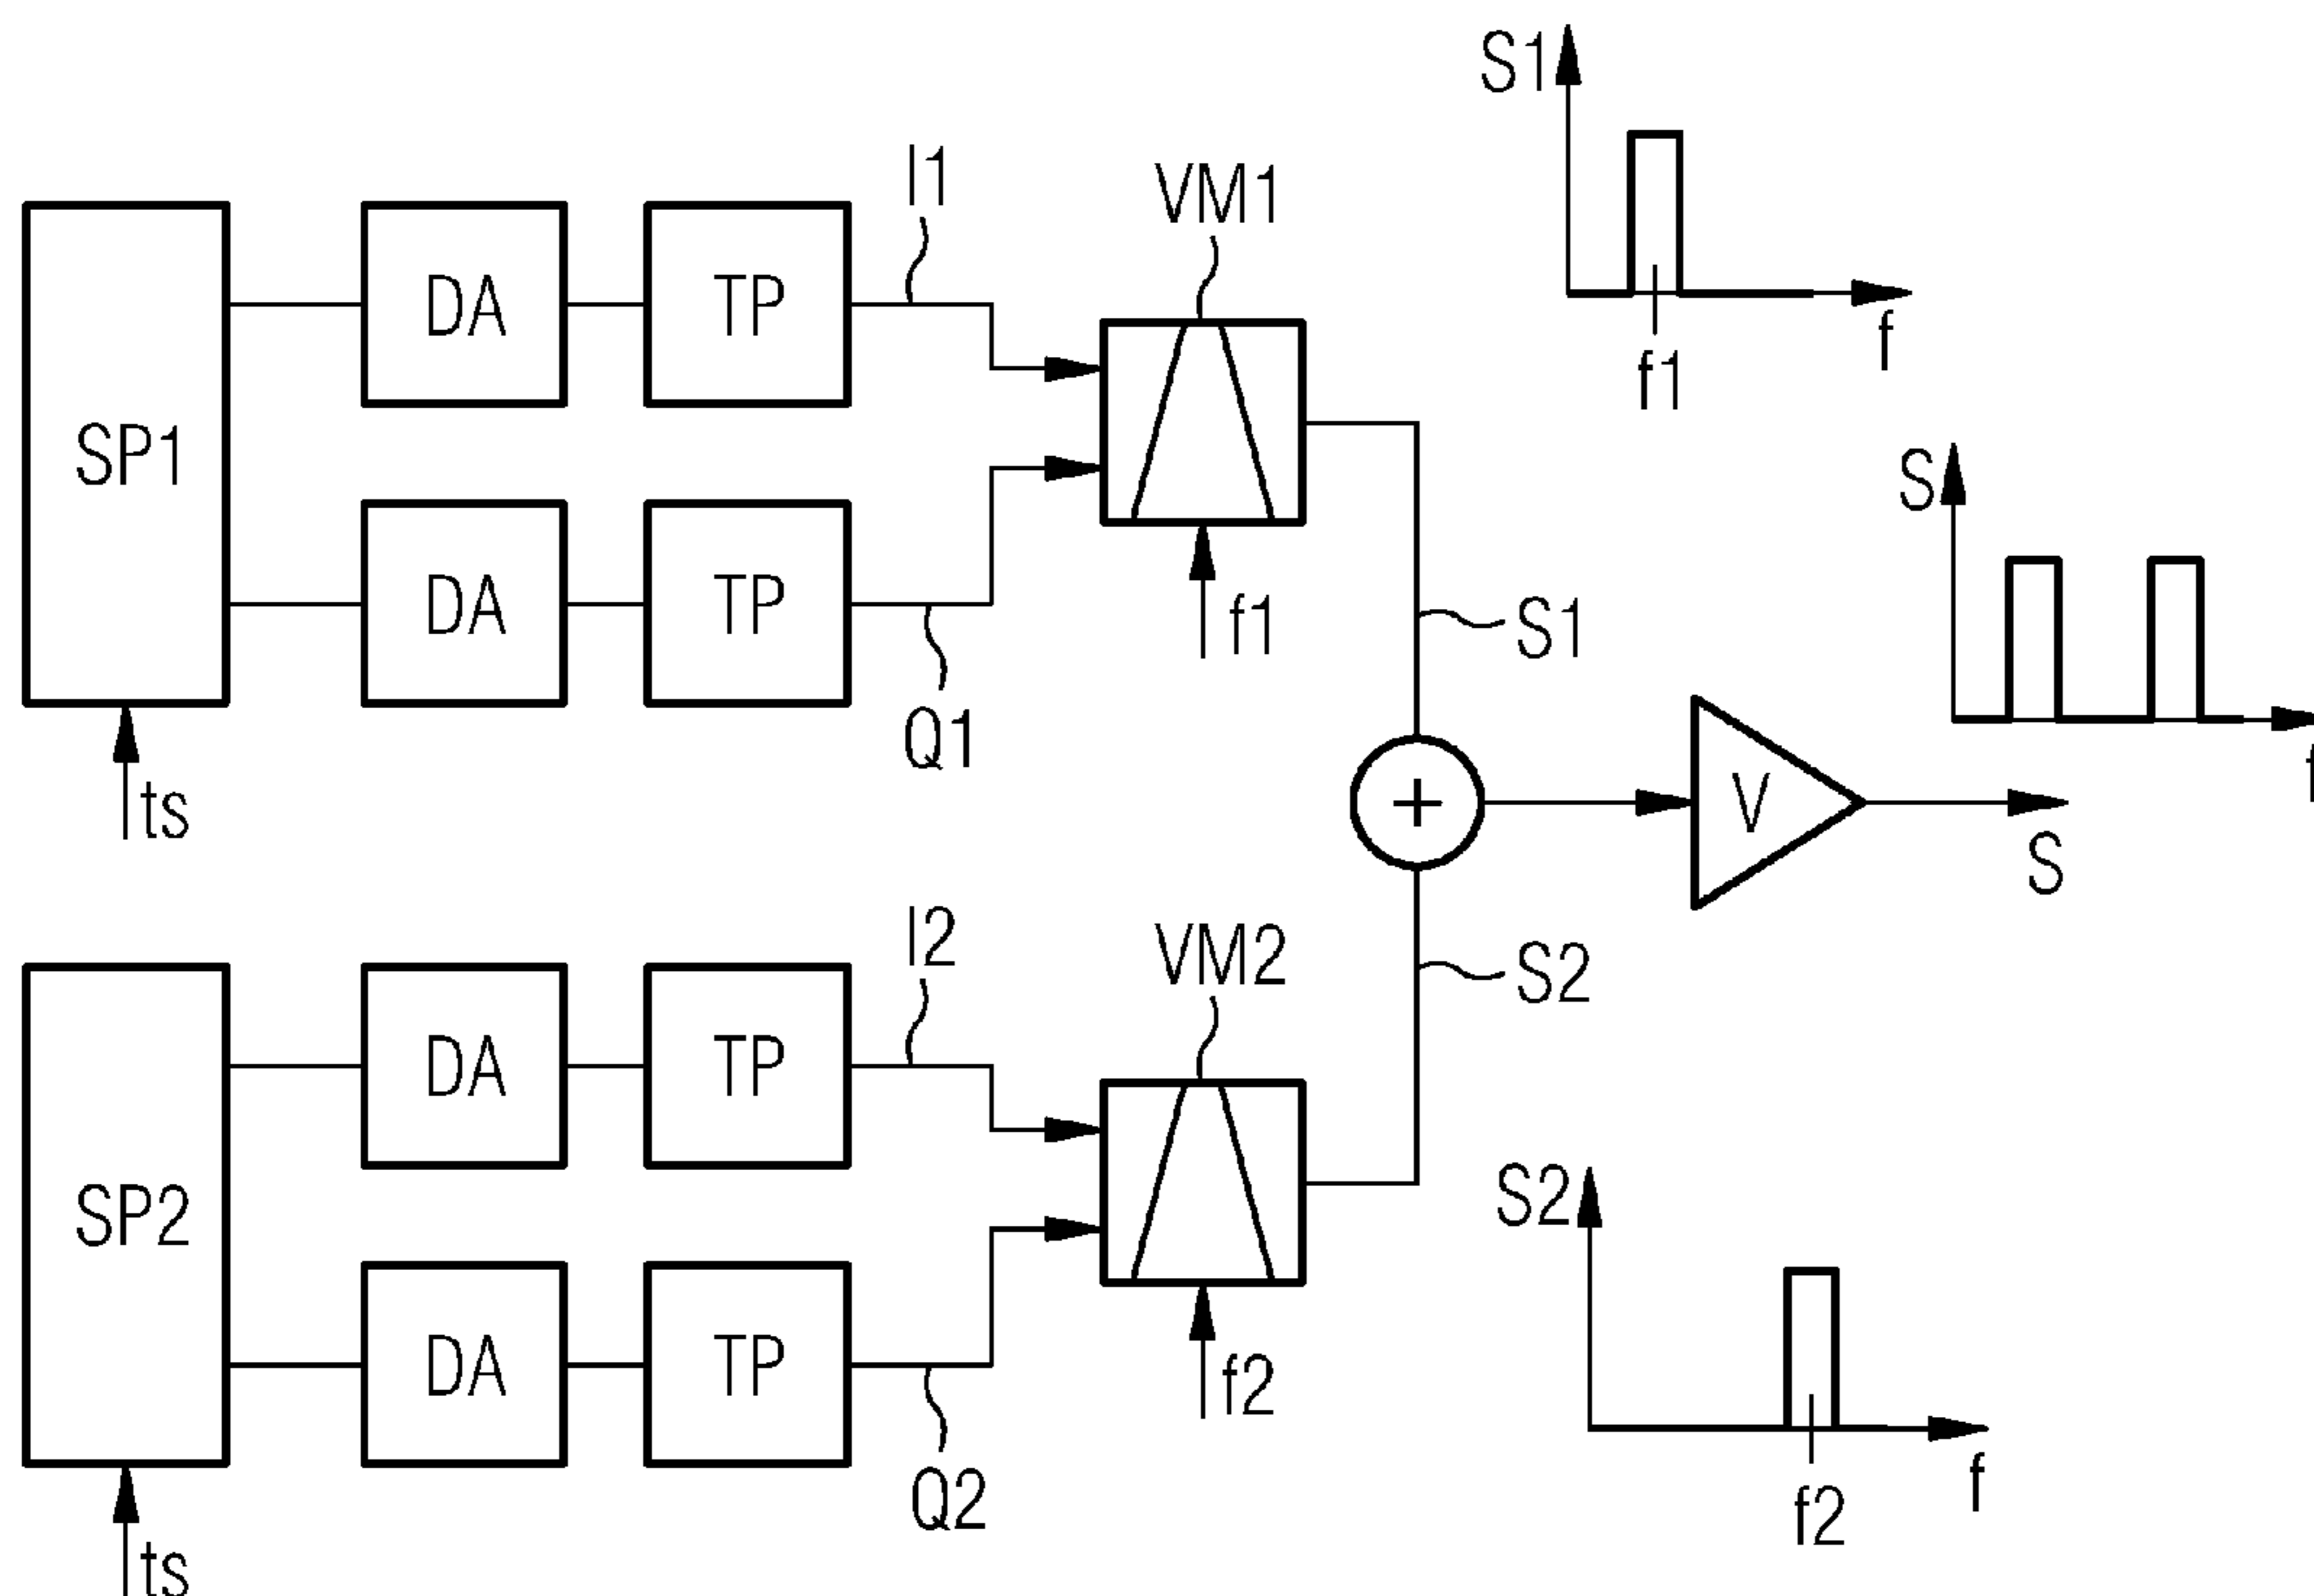 S1
f
f1
I1
VM1
SP1
DA
TP
DA
TP
Q1
ts
f1
S1
S
f
+
V
S
S2
I2
VM2
SP2
DA
TP
DA
TP
Q2
ts
f2
S2
f
f2